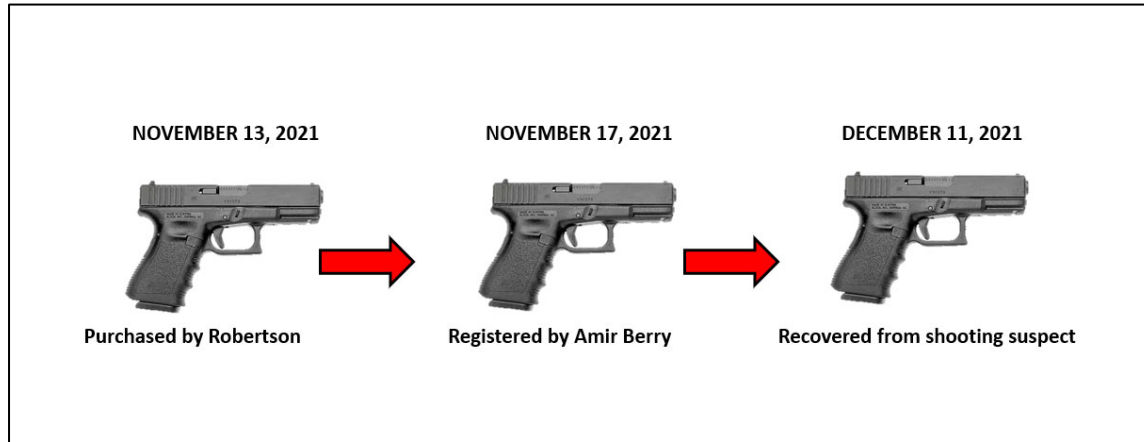 NOVEMBER 13, 2021
NOVEMBER 17, 2021
DECEMBER 11, 2021
Purchased by Robertson
Registered by Amir Berry
Recovered from shooting suspect